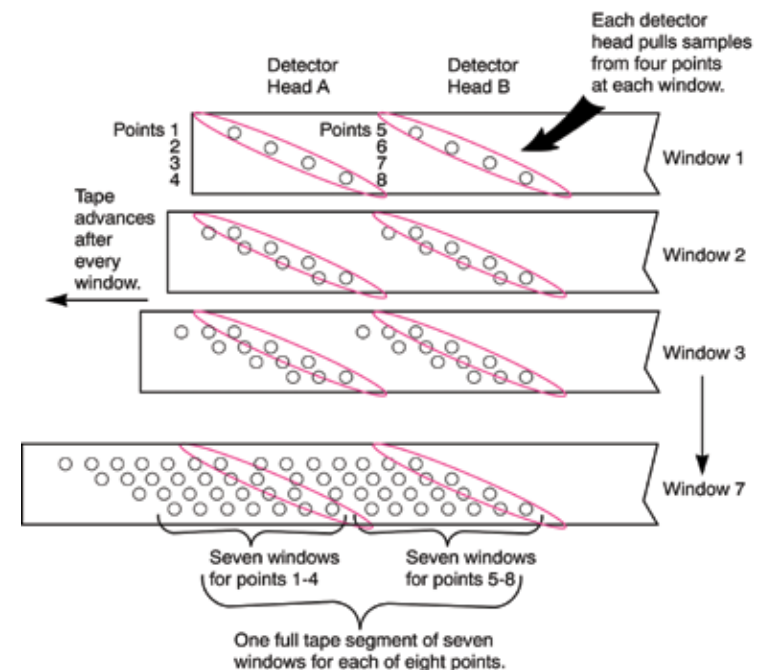 Each detector
head pulls samples
from four points
at each window.
Detector
Head A
Detector
Head B
Points 1
2
3
4
Points 5
6
7
8
Window 1
Tape
advances
after
every
window.
Window 2
Window 3
Window 7
Seven windows
for points 1-4
Seven windows
for points 5-8
One full tape segment of seven
windows for each of eight points.